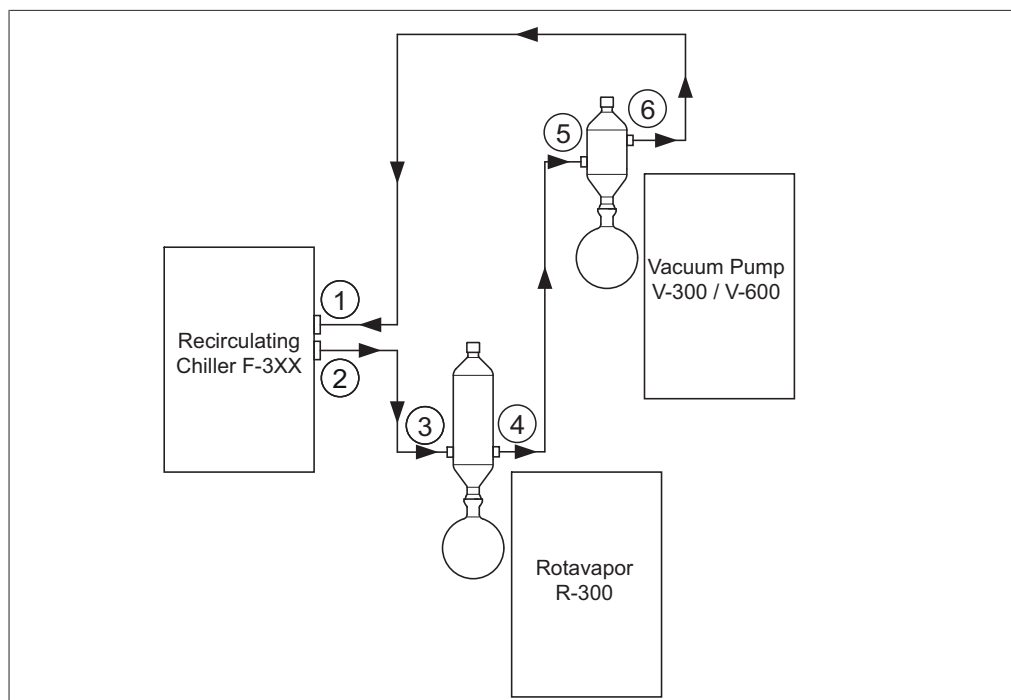 6
5
Vacuum Pump
V-300 / V-600
1
Recirculating
Chiller F-3XX
2
3
4
Rotavapor
R-300